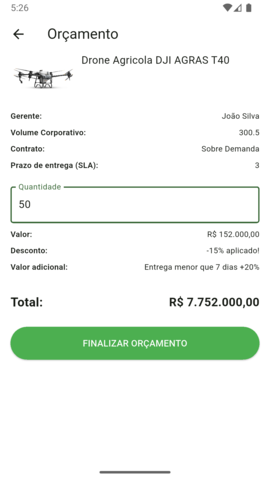 5:26
Orçamento
Drone Agricola DJI AGRAS T40
Gerente: João Silva
Volume Corporativo: 300.5
Contrato: Sobre Demanda
Prazo de entrega (SLA): 3
Quantidade
50
Valor: R$ 152.000,00
Desconto: -15% aplicado!
Valor adicional: Entrega menor que 7 dias +20%
Total: R$ 7.752.000,00
FINALIZAR ORÇAMENTO